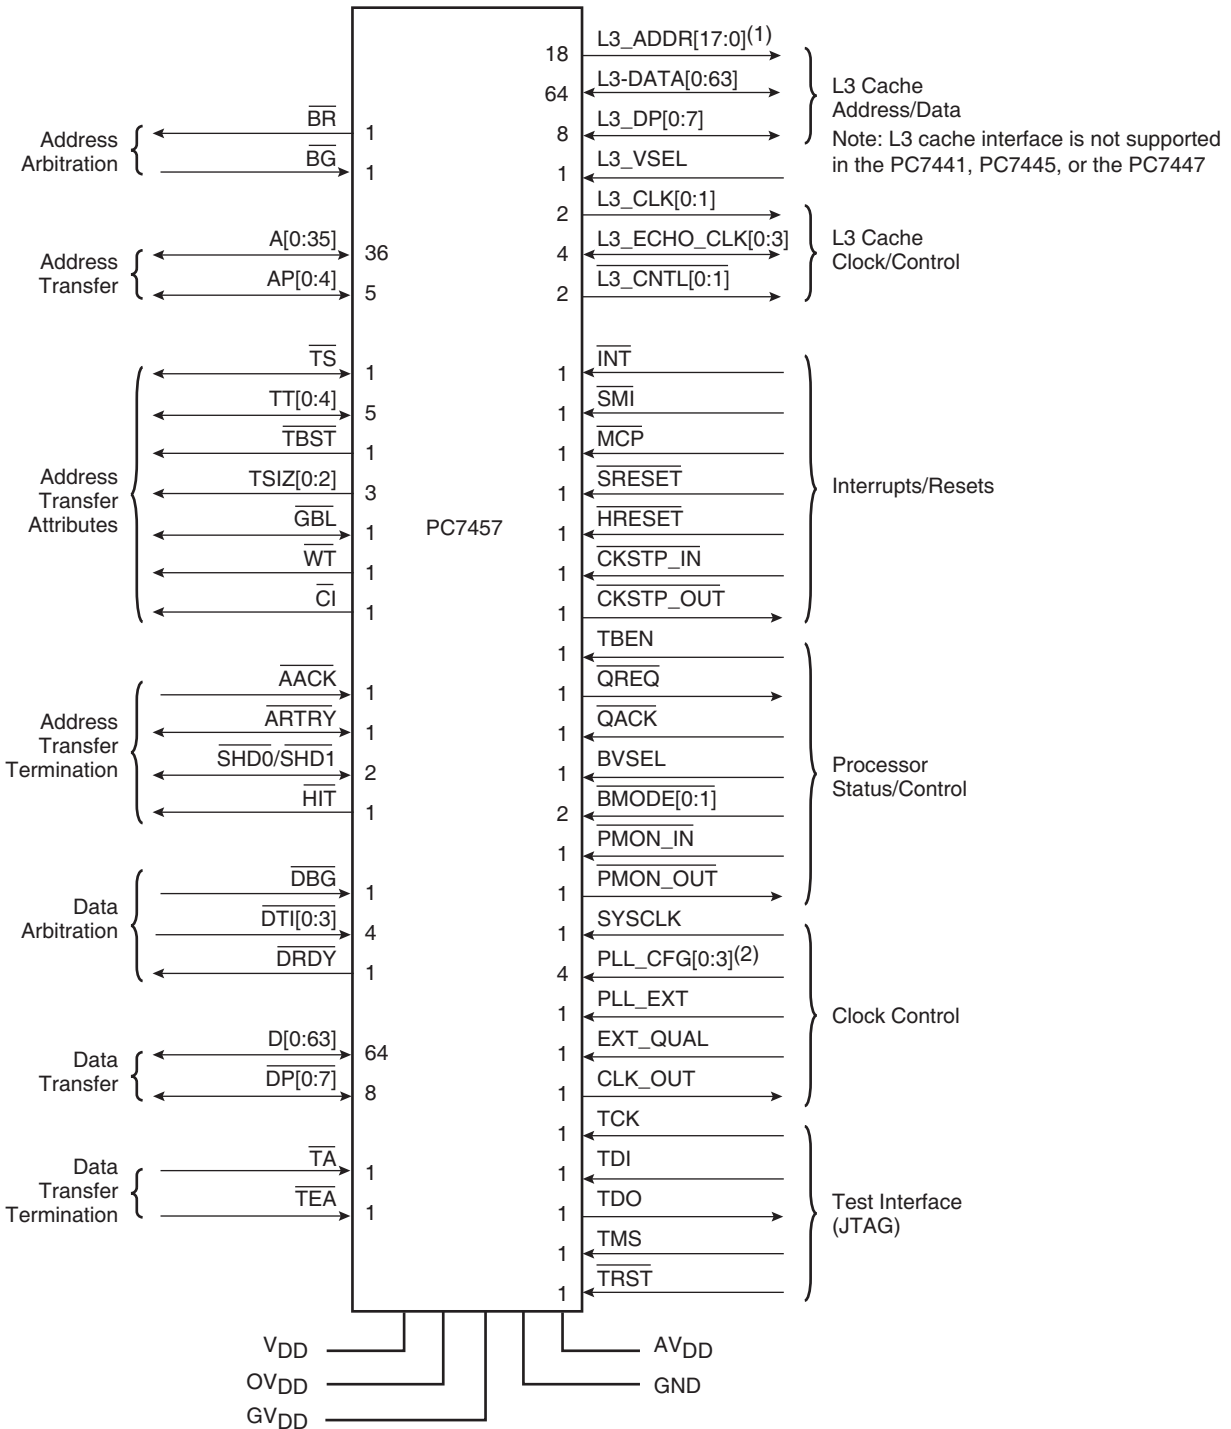 BR
1
BG
1
Address
Arbitration
A[0:35]
36
AP[0:4]
5
Address
Transfer
TS
1
TT[0:4]
5
TBST
1
TSIZ[0:2]
3
GBL
1
WT
1
CI
1
Address
Transfer
Attributes
AACK
1
ARTRY
1
SHD0/SHD1
2
HIT
1
Address
Transfer
Termination
DBG
1
DTI[0:3]
4
DRDY
1
Data
Arbitration
D[0:63]
64
DP[0:7]
8
Data
Transfer
TA
1
TEA
1
Data
Transfer
Termination
PC7457
18
L3_ADDR[17:0](1)
64
L3-DATA[0:63]
8
L3_DP[0:7]
1
L3_VSEL
L3 Cache
Address/Data
Note: L3 cache interface is not supported
in the PC7441, PC7445, or the PC7447
2
L3_CLK[0:1]
4
L3_ECHO_CLK[0:3]
2
L3_CNTL[0:1]
L3 Cache
Clock/Control
1
INT
1
SMI
1
MCP
1
SRESET
1
HRESET
1
CKSTP_IN
1
CKSTP_OUT
Interrupts/Resets
1
TBEN
1
QREQ
1
QACK
1
BVSEL
2
BMODE[0:1]
1
PMON_IN
1
PMON_OUT
Processor
Status/Control
1
SYSCLK
4
PLL_CFG[0:3](2)
1
PLL_EXT
1
EXT_QUAL
1
CLK_OUT
Clock Control
1
TCK
1
TDI
1
TDO
1
TMS
1
TRST
Test Interface
(JTAG)
VDD
OVDD
GVDD
AVDD
GND